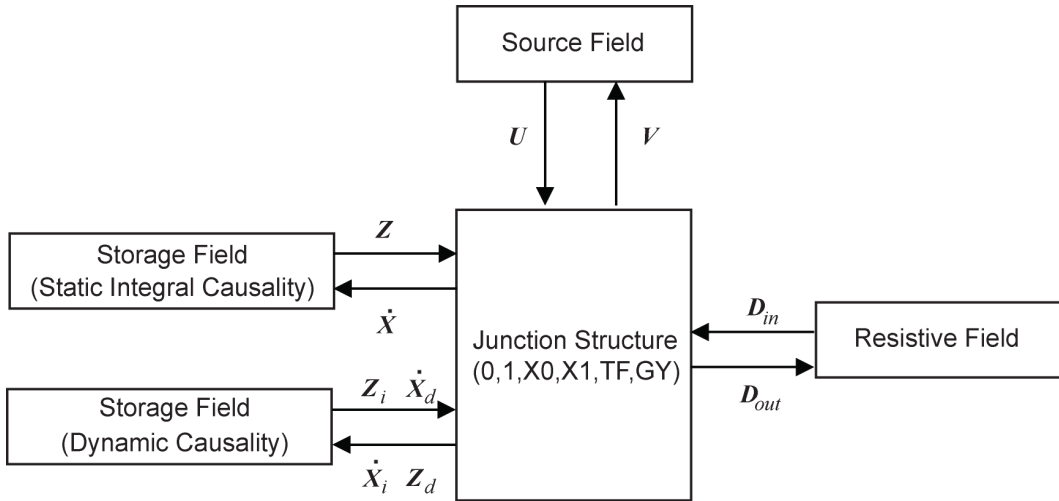 Source Field
U V
Storage Field
(Static Integral Causality)
Z
Ẋ
Junction Structure
(0,1,X0,X1,TF,GY)
D_in
D_out
Resistive Field
Storage Field
(Dynamic Causality)
Z_i Ẋ_d
Ẋ_i Z_d